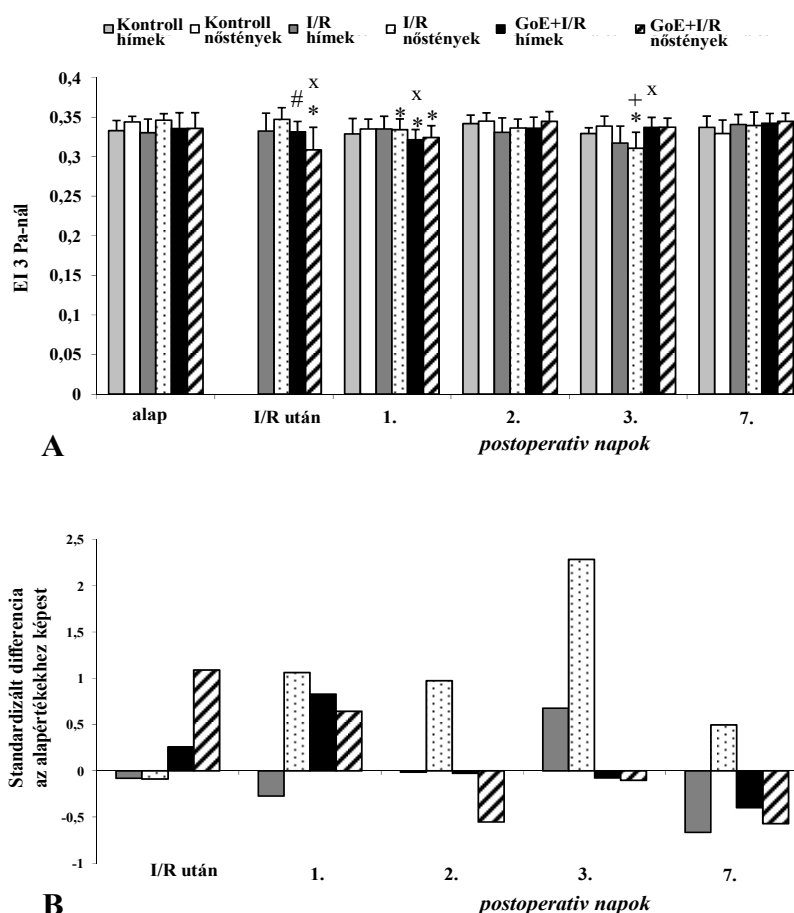 Kontroll hímek
Kontroll nőstények
I/R hímek
I/R nőstények
GoE+I/R hímek
GoE+I/R nőstények
EI 3 Pa-nál
0,4
0,35
0,3
0,25
0,2
0,15
0,1
0,05
0
# x *
* x * *
+ * x
alap
I/R után
1.
2.
3.
7.
A
postoperativ napok
Standardizált differencia
az alapértékekhez képest
2,5
2
1,5
1
0,5
0
-0,5
-1
I/R után
1.
2.
3.
7.
B
postoperativ napok